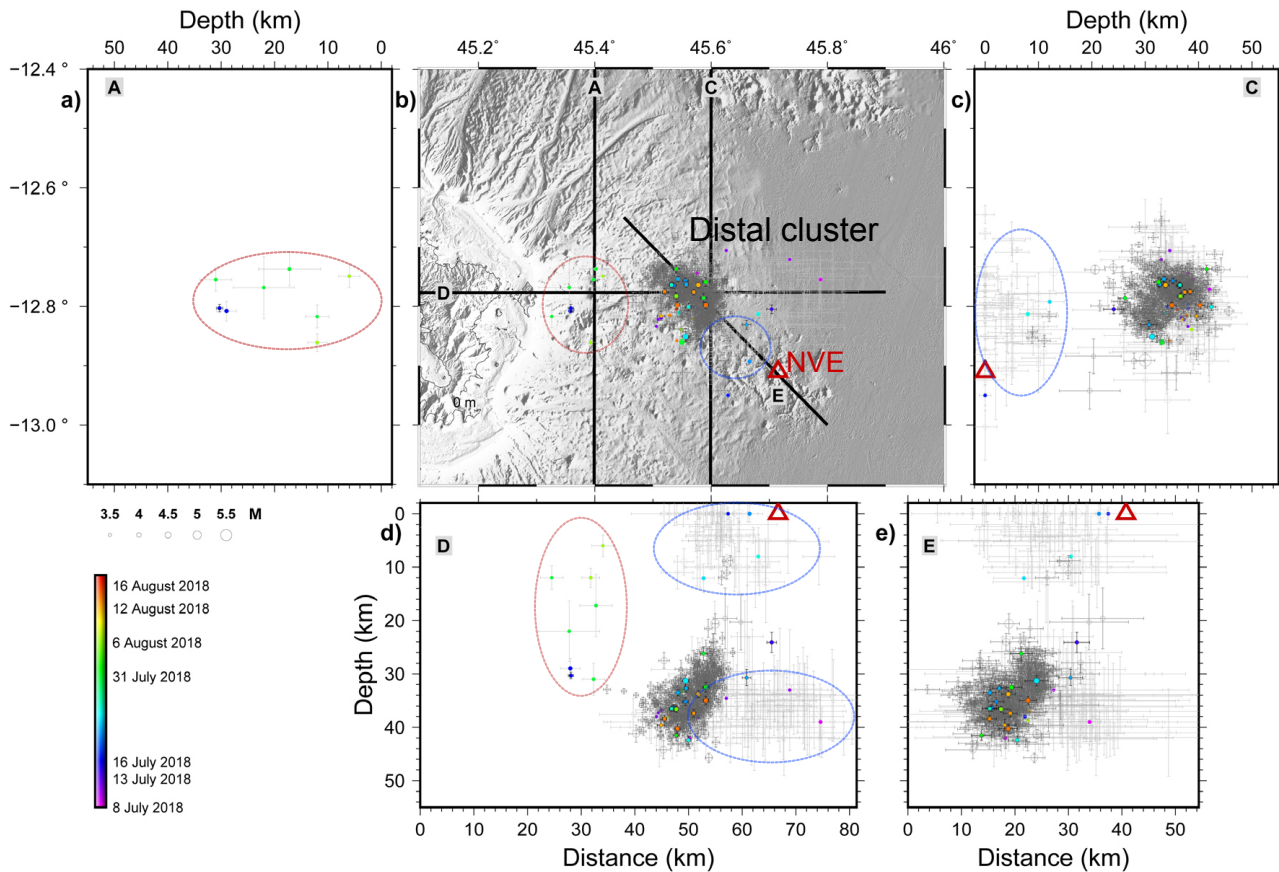 Depth (km)
50 40 30 20 10 0
45.2° 45.4° 45.6° 45.8° 46°
Depth (km)
0 10 20 30 40 50
−12.4°
−12.6°
−12.8°
−13.0°
a)
A
b)
A
C
c)
C
Distal cluster
D
NVE
E
0 m
3.5 4 4.5 5 5.5 M
16 August 2018
12 August 2018
6 August 2018
31 July 2018
16 July 2018
13 July 2018
8 July 2018
d)
D
0
10
20
30
40
50
Depth (km)
0 10 20 30 40 50 60 70 80
Distance (km)
e)
E
0 10 20 30 40 50
Distance (km)